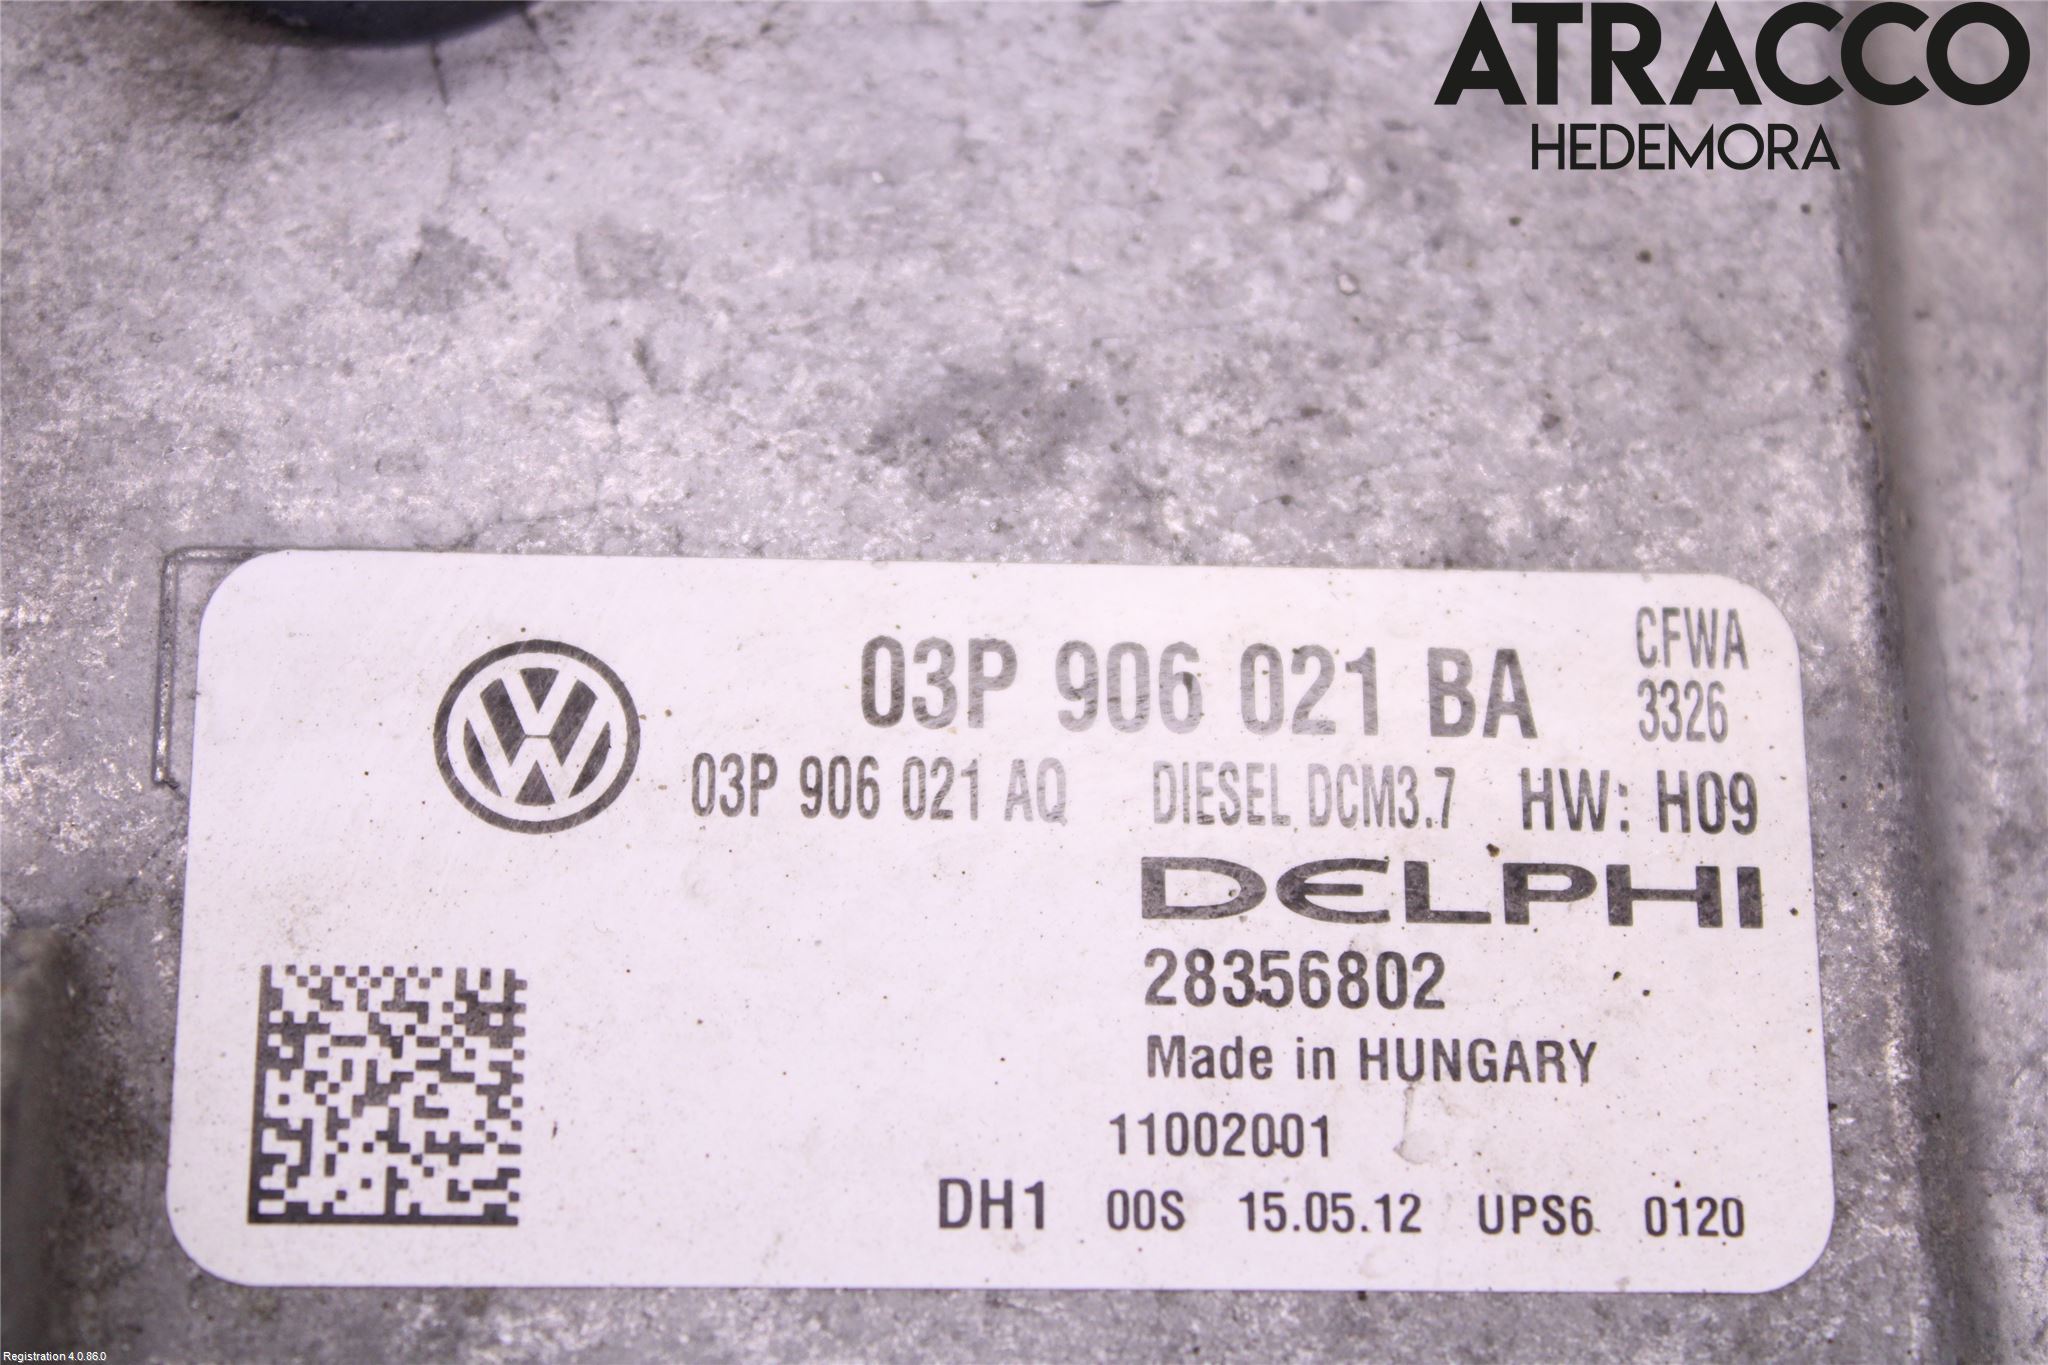 ATRACCO
HEDEMORA
03P 906 021 BA
CFWA
3326
03P 906 021 AQ DIESEL DCM3.7 HW: H09
DELPHI
28356802
Made in HUNGARY
11002001
DH1 00S 15.05.12 UPS6 0120
Registration 4.0.86.0